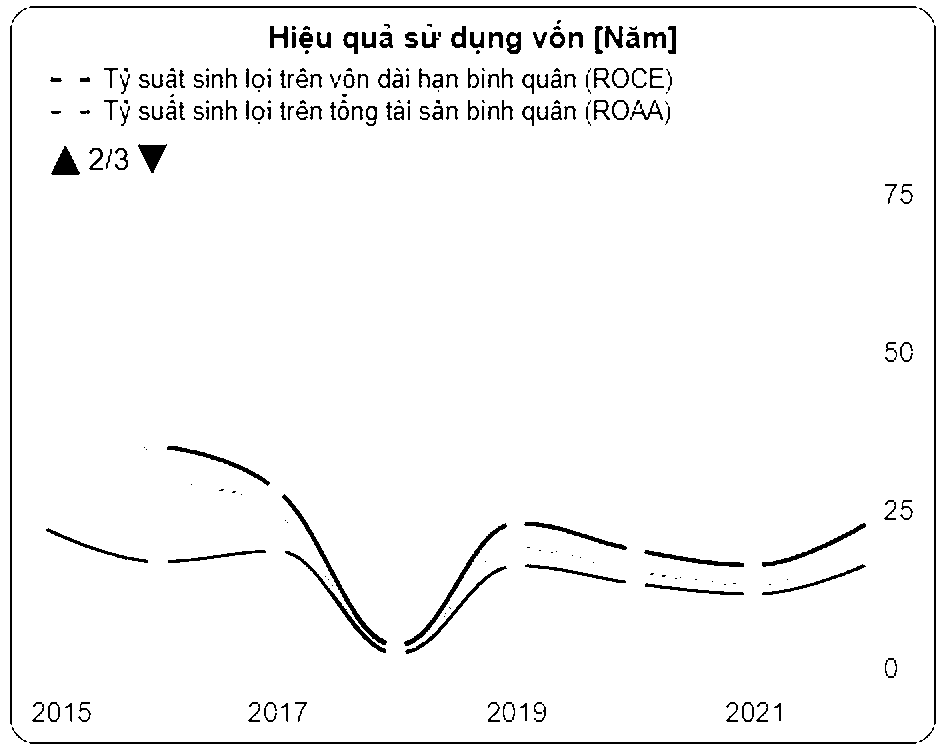 Hiệu quả sử dụng vốn [Năm]
Tỷ suất sinh lợi trên vốn dài hạn bình quân (ROCE)
Tỷ suất sinh lợi trên tổng tài sản bình quân (ROAA)
▲ 2/3 ▼
75
50
25
0
2015 2017 2019 2021